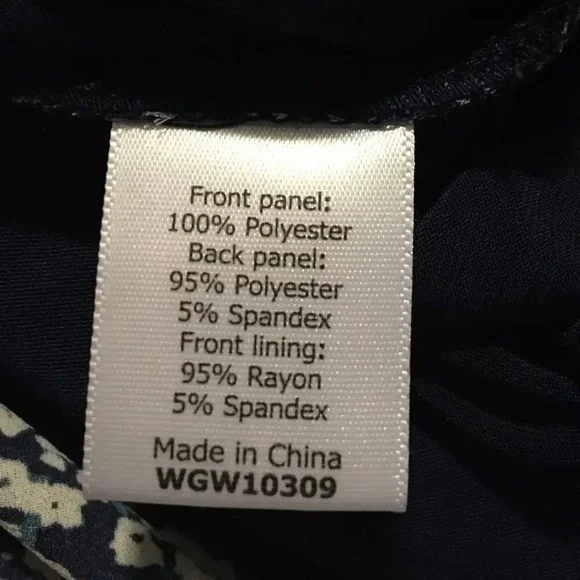 Front panel:
100% Polyester
Back panel:
95% Polyester
5% Spandex
Front lining:
95% Rayon
5% Spandex
Made in China
WGW10309